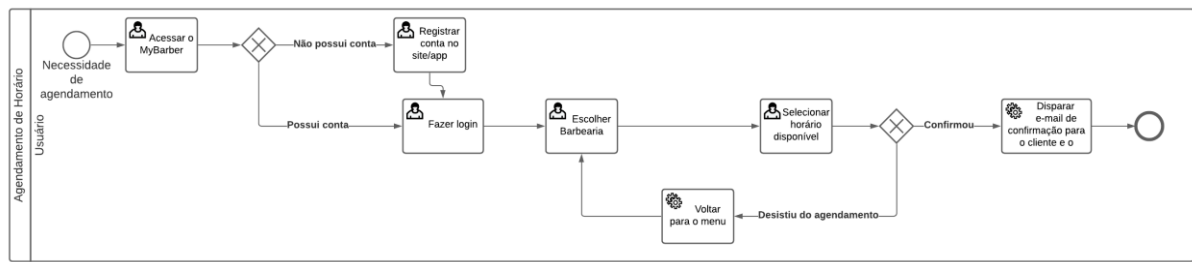 Agendamento de Horário
Usuário
Necessidade
de
agendamento
Acessar o
MyBarber
Não possui conta
Registrar
conta no
site/app
Possui conta
Fazer login
Escolher
Barbearia
Selecionar
horário
disponível
Confirmou
Disparar
e-mail de
confirmação para
o cliente e o
Desistiu do agendamento
Voltar
para o menu